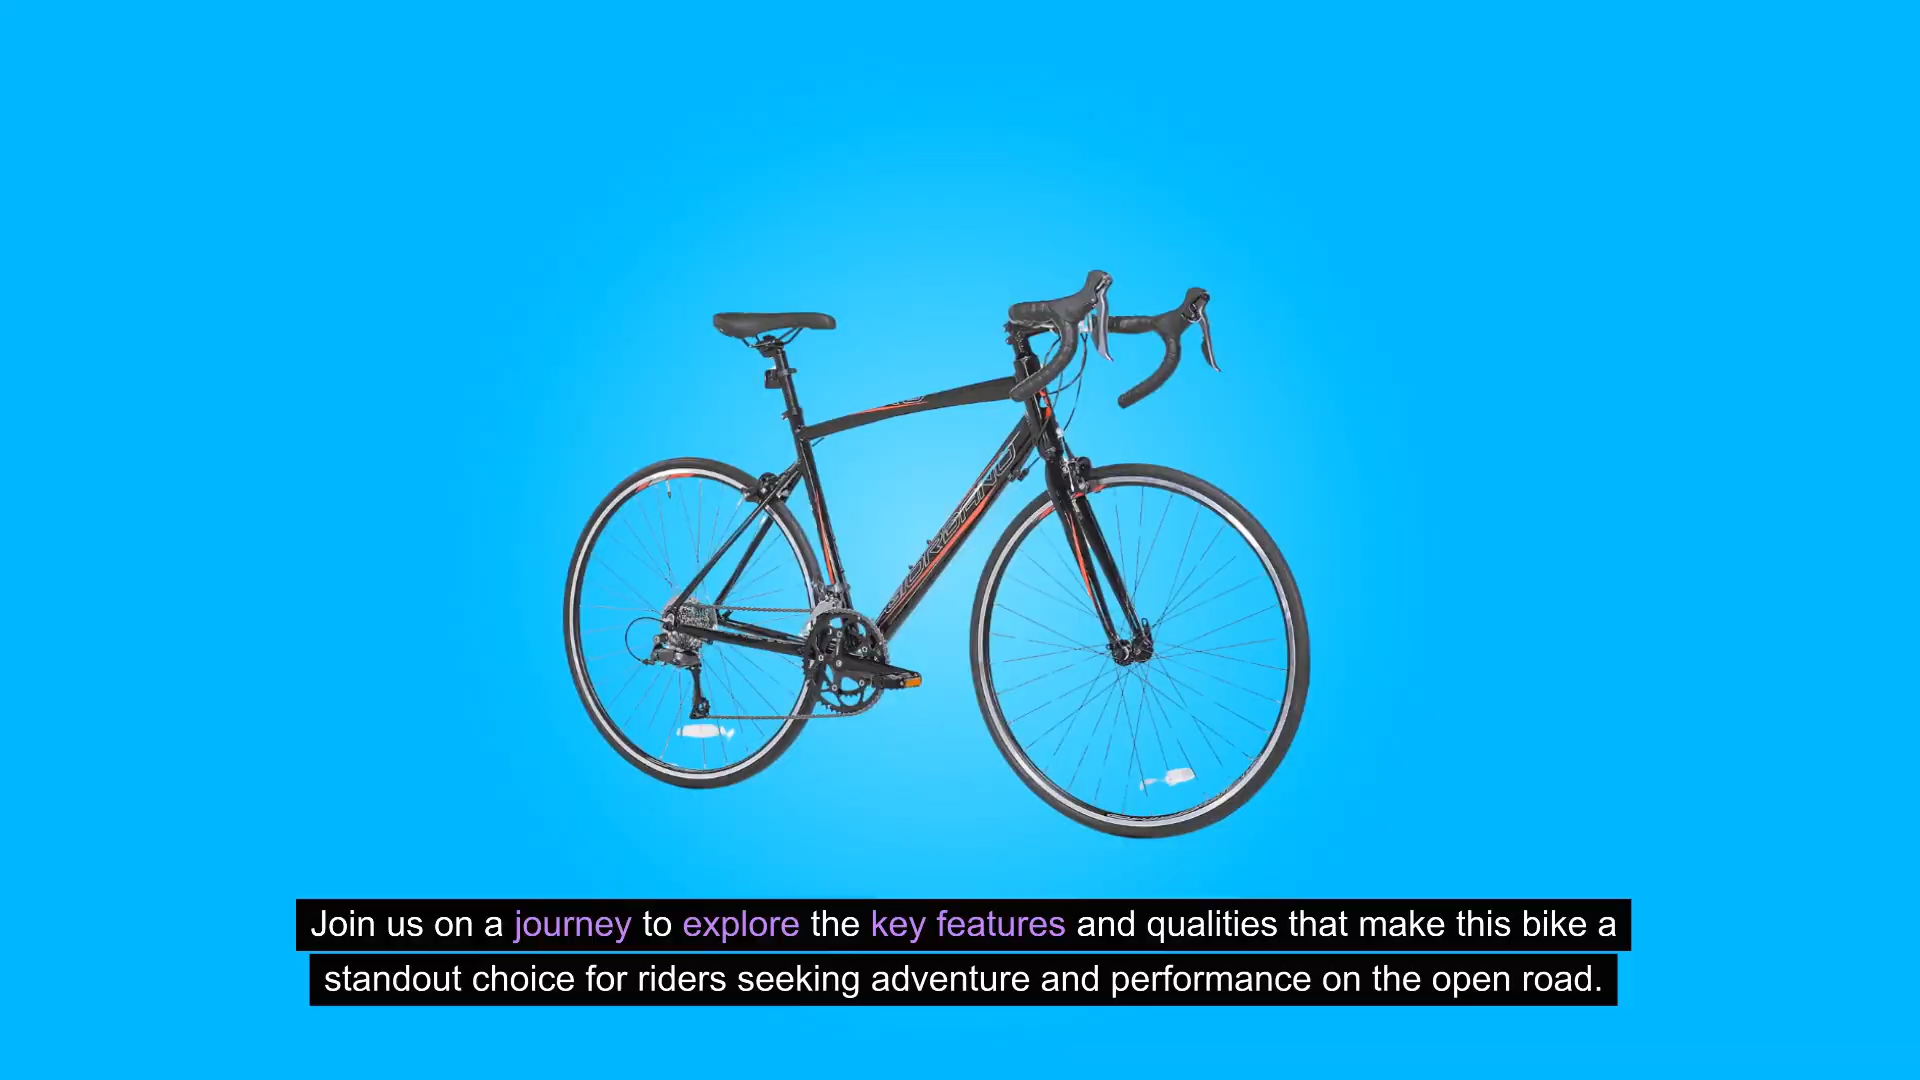 GIORDANO
Join us on a journey to explore the key features and qualities that make this bike a
standout choice for riders seeking adventure and performance on the open road.